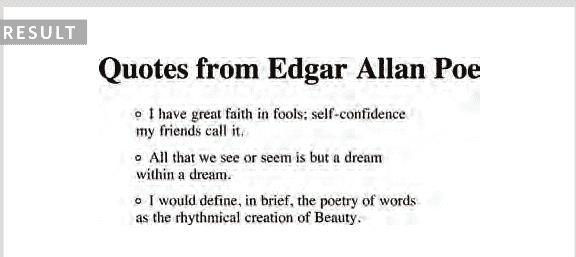 RESULT
Quotes from Edgar Allan Poe
o I have great faith in fools; self-confidence
my friends call it.
o All that we see or seem is but a dream
within a dream.
o I would define, in brief, the poetry of words
as the rhythmical creation of Beauty.